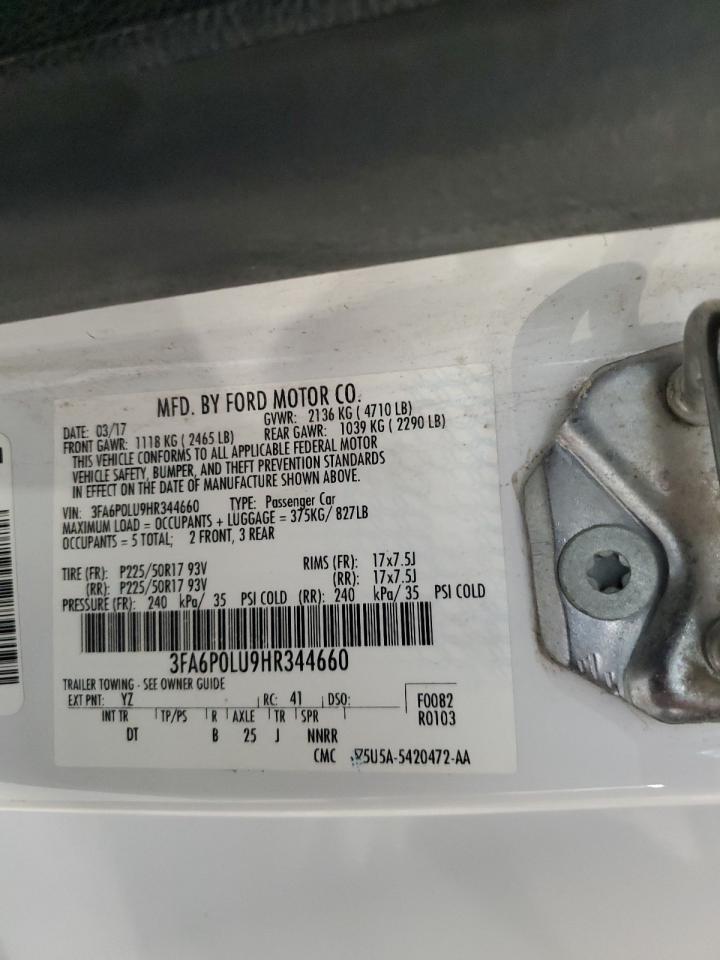 MFD. BY FORD MOTOR CO.
DATE: 03/17 GVWR: 2136 KG ( 4710 LB)
FRONT GAWR: 1118 KG ( 2465 LB) REAR GAWR: 1039 KG ( 2290 LB)
THIS VEHICLE CONFORMS TO ALL APPLICABLE FEDERAL MOTOR
VEHICLE SAFETY, BUMPER, AND THEFT PREVENTION STANDARDS
IN EFFECT ON THE DATE OF MANUFACTURE SHOWN ABOVE.
VIN: 3FA6P0LU9HR344660 TYPE: Passenger Car
MAXIMUM LOAD = OCCUPANTS + LUGGAGE = 375KG/ 827LB
OCCUPANTS = 5 TOTAL; 2 FRONT, 3 REAR
TIRE (FR): P225/50R17 93V RIMS (FR): 17x7.5J
(RR): P225/50R17 93V (RR): 17x7.5J
PRESSURE (FR): 240 kPa/ 35 PSI COLD (RR): 240 kPa/ 35 PSI COLD
3FA6P0LU9HR344660
TRAILER TOWING - SEE OWNER GUIDE
EXT PNT: YZ RC: 41 DSO: F0082
INT TR TP/PS R AXLE TR SPR R0103
DT B 25 J NNRR
CMC 5U5A-5420472-AA